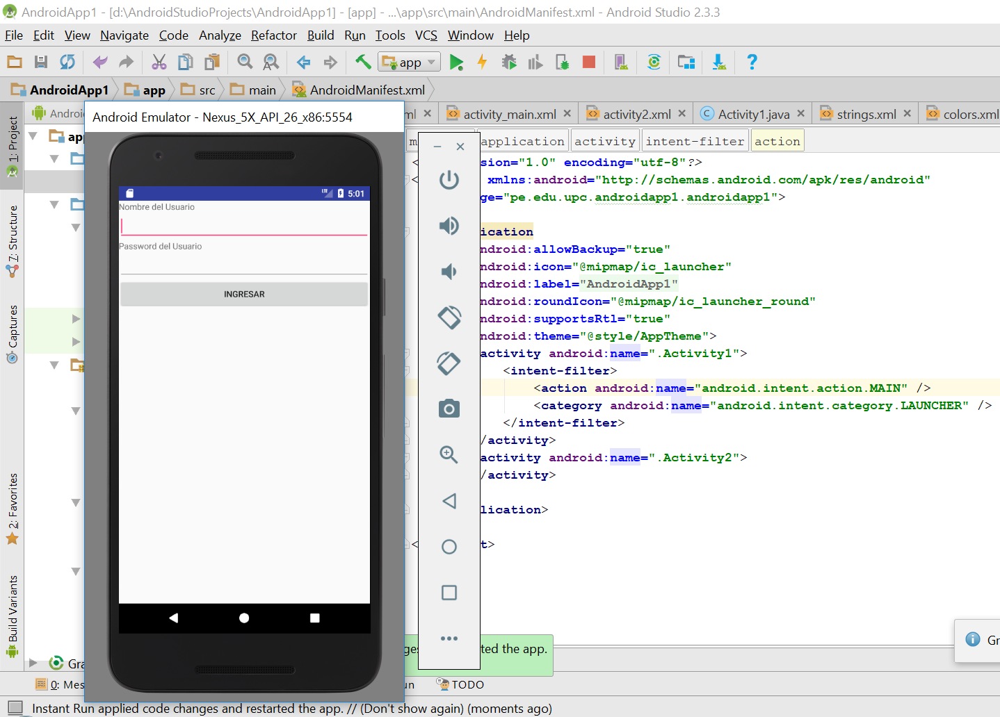 AndroidApp1 - [d:\AndroidStudioProjects\AndroidApp1] - [app] - ...\app\src\main\AndroidManifest.xml - Android Studio 2.3.3
File Edit View Navigate Code Analyze Refactor Build Run Tools VCS Window Help
app
AndroidApp1 app src main AndroidManifest.xml
Android Emulator - Nexus_5X_API_26_x86:5554
Androi
ml activity_main.xml activity2.xml Activity1.java strings.xml colors.xml
application activity intent-filter action
1: Project
7: Structure
Captures
2: Favorites
Build Variants
app
Gra
LTE 5:01
Nombre del Usuario
Password del Usuario
INGRESAR
< sion="1.0" encoding="utf-8"?>
< xmlns:android="http://schemas.android.com/apk/res/android"
ge="pe.edu.upc.androidapp1.androidapp1">
ication
ndroid:allowBackup="true"
ndroid:icon="@mipmap/ic_launcher"
ndroid:label="AndroidApp1"
ndroid:roundIcon="@mipmap/ic_launcher_round"
ndroid:supportsRtl="true"
ndroid:theme="@style/AppTheme">
activity android:name=".Activity1">
<intent-filter>
<action android:name="android.intent.action.MAIN" />
<category android:name="android.intent.category.LAUNCHER" />
</intent-filter>
/activity>
activity android:name=".Activity2">
/activity>
lication>
< t>
ges ted the app.
Gr
0: Mes un TODO
Instant Run applied code changes and restarted the app. // (Don't show again) (moments ago)